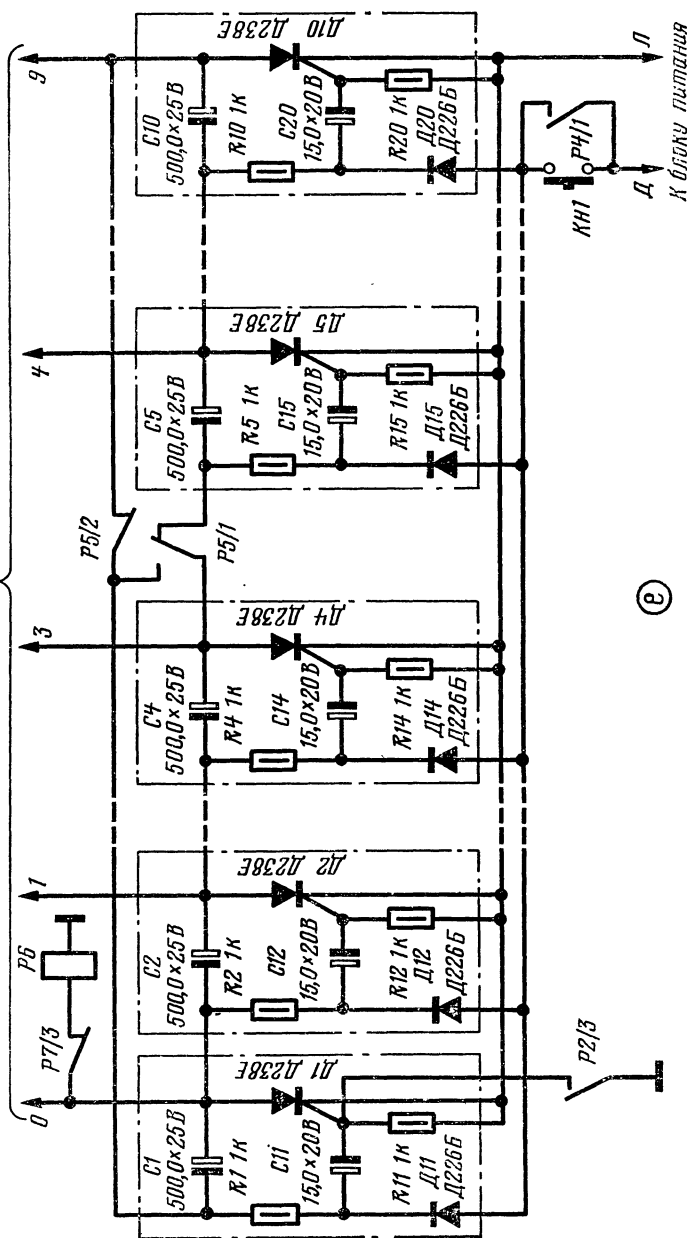 0
1
3
4
9
Р7/3
Р6
Р5/2
Р5/1
С1
500,0×25В
R1 1к
С11
15,0×20В
R11 1к
Д11
Д226Б
Д1 Д238Е
С2
500,0×25В
R2 1к
С12
15,0×20В
R12 1к
Д12
Д226Б
Д2 Д238Е
С4
500,0×25В
R4 1к
С14
15,0×20В
R14 1к
Д14
Д226Б
Д4 Д238Е
С5
500,0×25В
R5 1к
С15
15,0×20В
R15 1к
Д15
Д226Б
Д5 Д238Е
С10
500,0×25В
R10 1к
С20
15,0×20В
R20 1к
Д20
Д226Б
Д10 Д238Е
Р2/3
КН1
Р4/1
Д
Л
К блоку питания
е